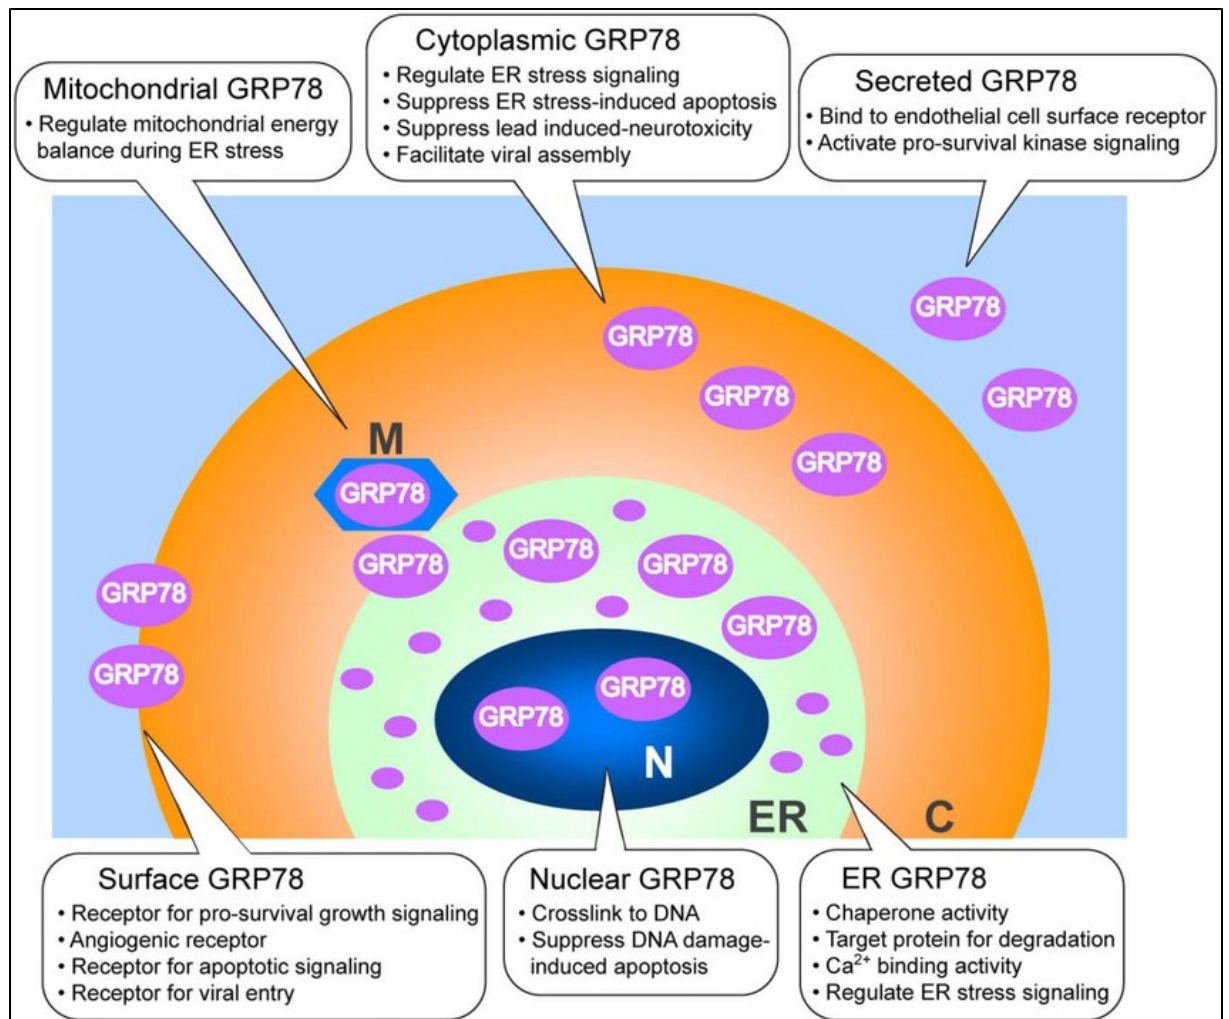 Cytoplasmic GRP78
• Regulate ER stress signaling
• Suppress ER stress-induced apoptosis
• Suppress lead induced-neurotoxicity
• Facilitate viral assembly
Mitochondrial GRP78
• Regulate mitochondrial energy
balance during ER stress
Secreted GRP78
• Bind to endothelial cell surface receptor
• Activate pro-survival kinase signaling
GRP78
GRP78
GRP78
GRP78
GRP78
M
GRP78
GRP78
GRP78
GRP78
GRP78
GRP78
GRP78
GRP78
GRP78
N
ER
C
Surface GRP78
• Receptor for pro-survival growth signaling
• Angiogenic receptor
• Receptor for apoptotic signaling
• Receptor for viral entry
Nuclear GRP78
• Crosslink to DNA
• Suppress DNA damage-
induced apoptosis
ER GRP78
• Chaperone activity
• Target protein for degradation
• Ca²⁺ binding activity
• Regulate ER stress signaling